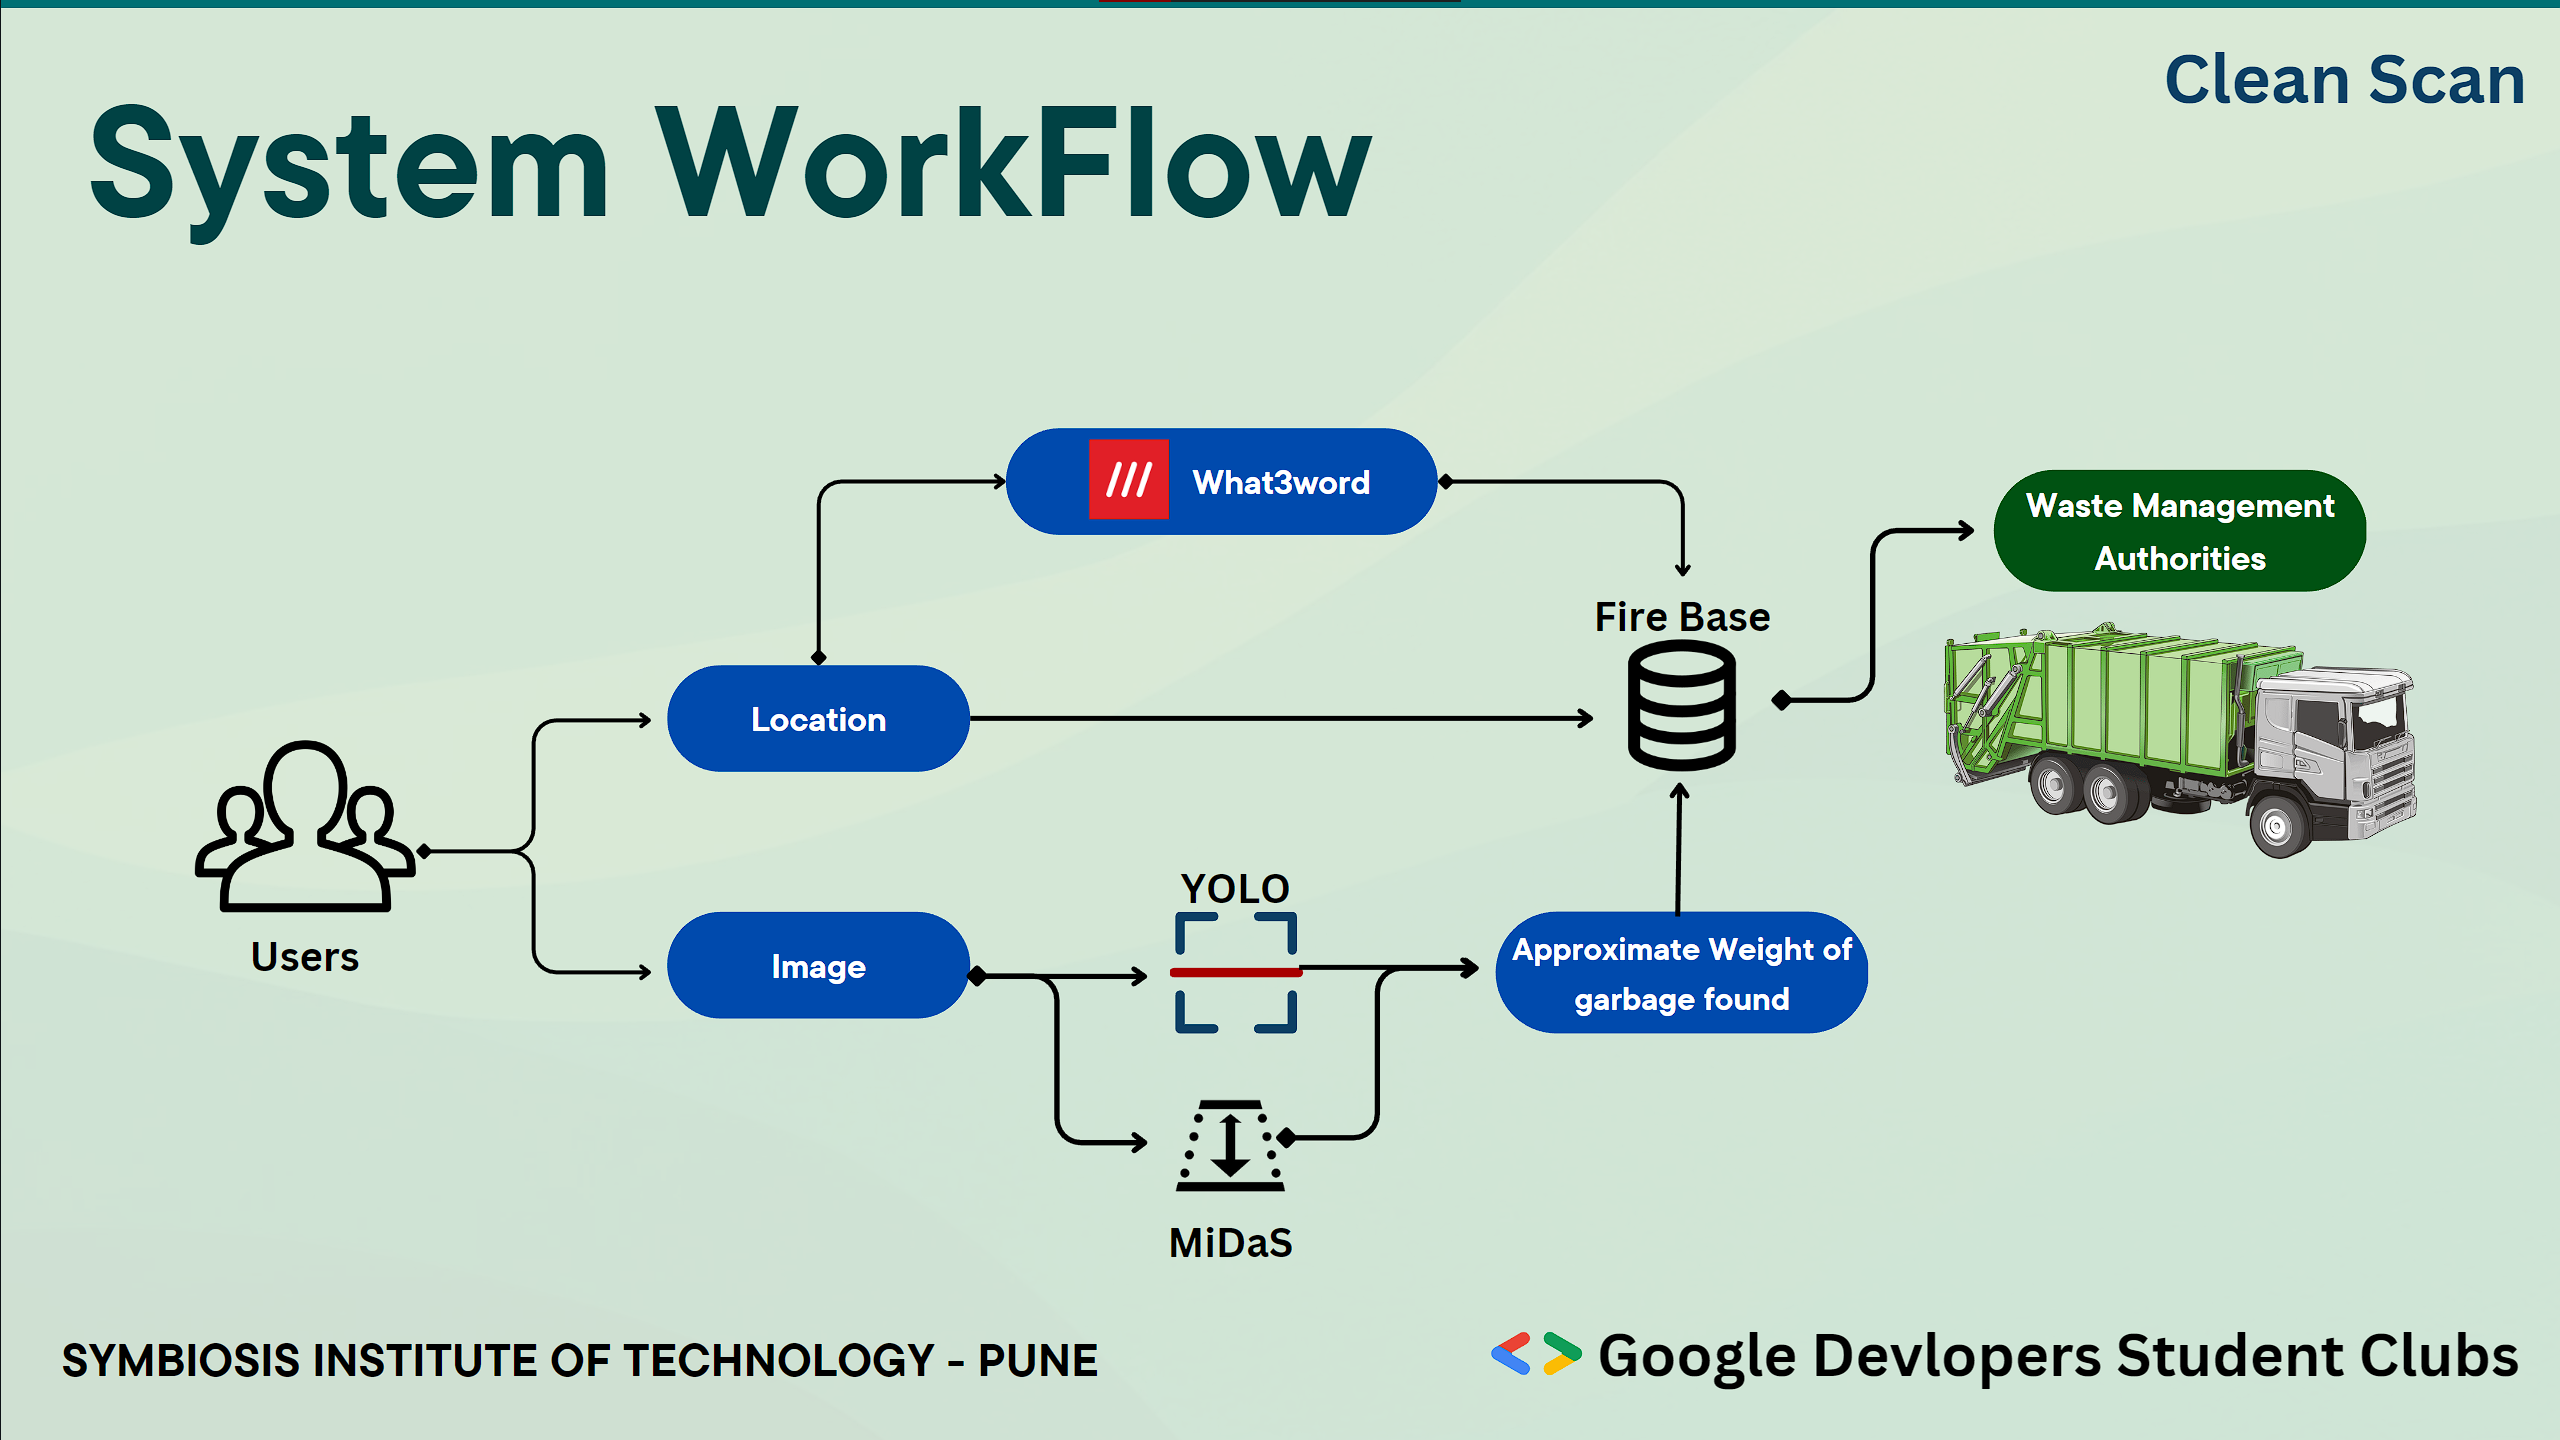 Clean Scan
System WorkFlow
What3word
Waste Management
Authorities
Fire Base
Location
Users
YOLO
Image
Approximate Weight of
garbage found
MiDaS
SYMBIOSIS INSTITUTE OF TECHNOLOGY - PUNE
Google Devlopers Student Clubs